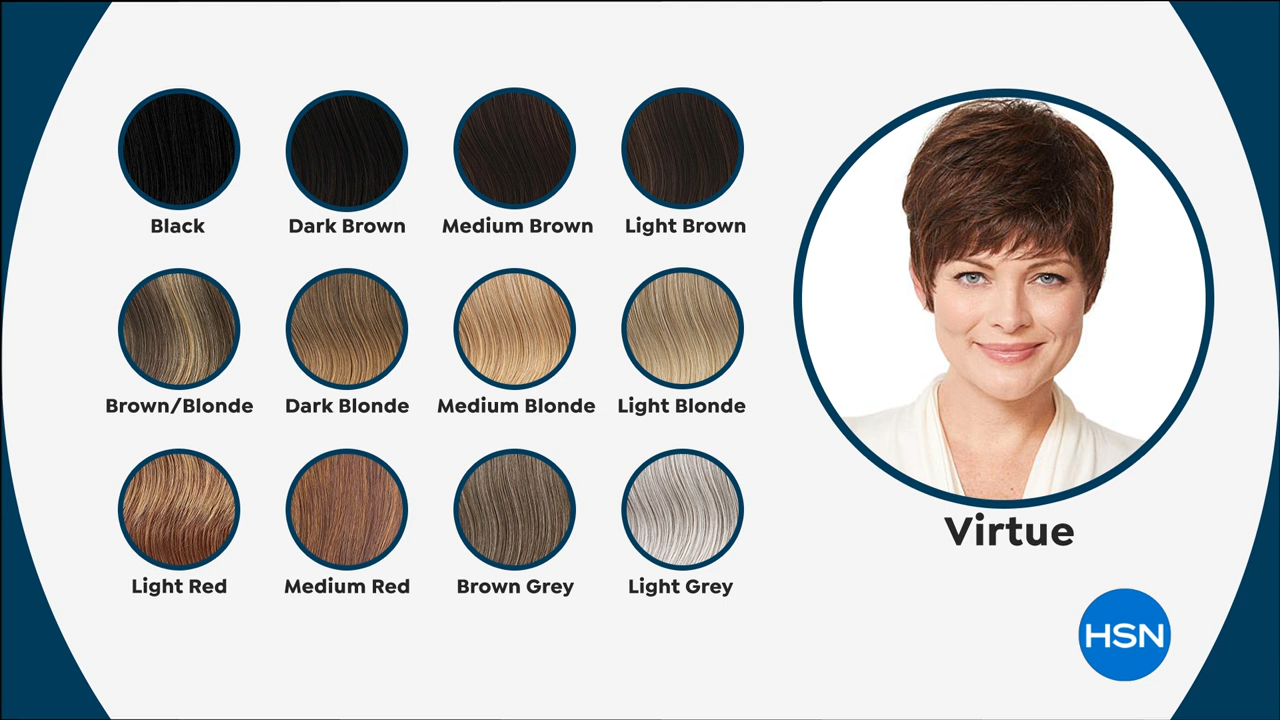 Black
Dark Brown
Medium Brown
Light Brown
Brown/Blonde
Dark Blonde
Medium Blonde
Light Blonde
Light Red
Medium Red
Brown Grey
Light Grey
Virtue
HSN